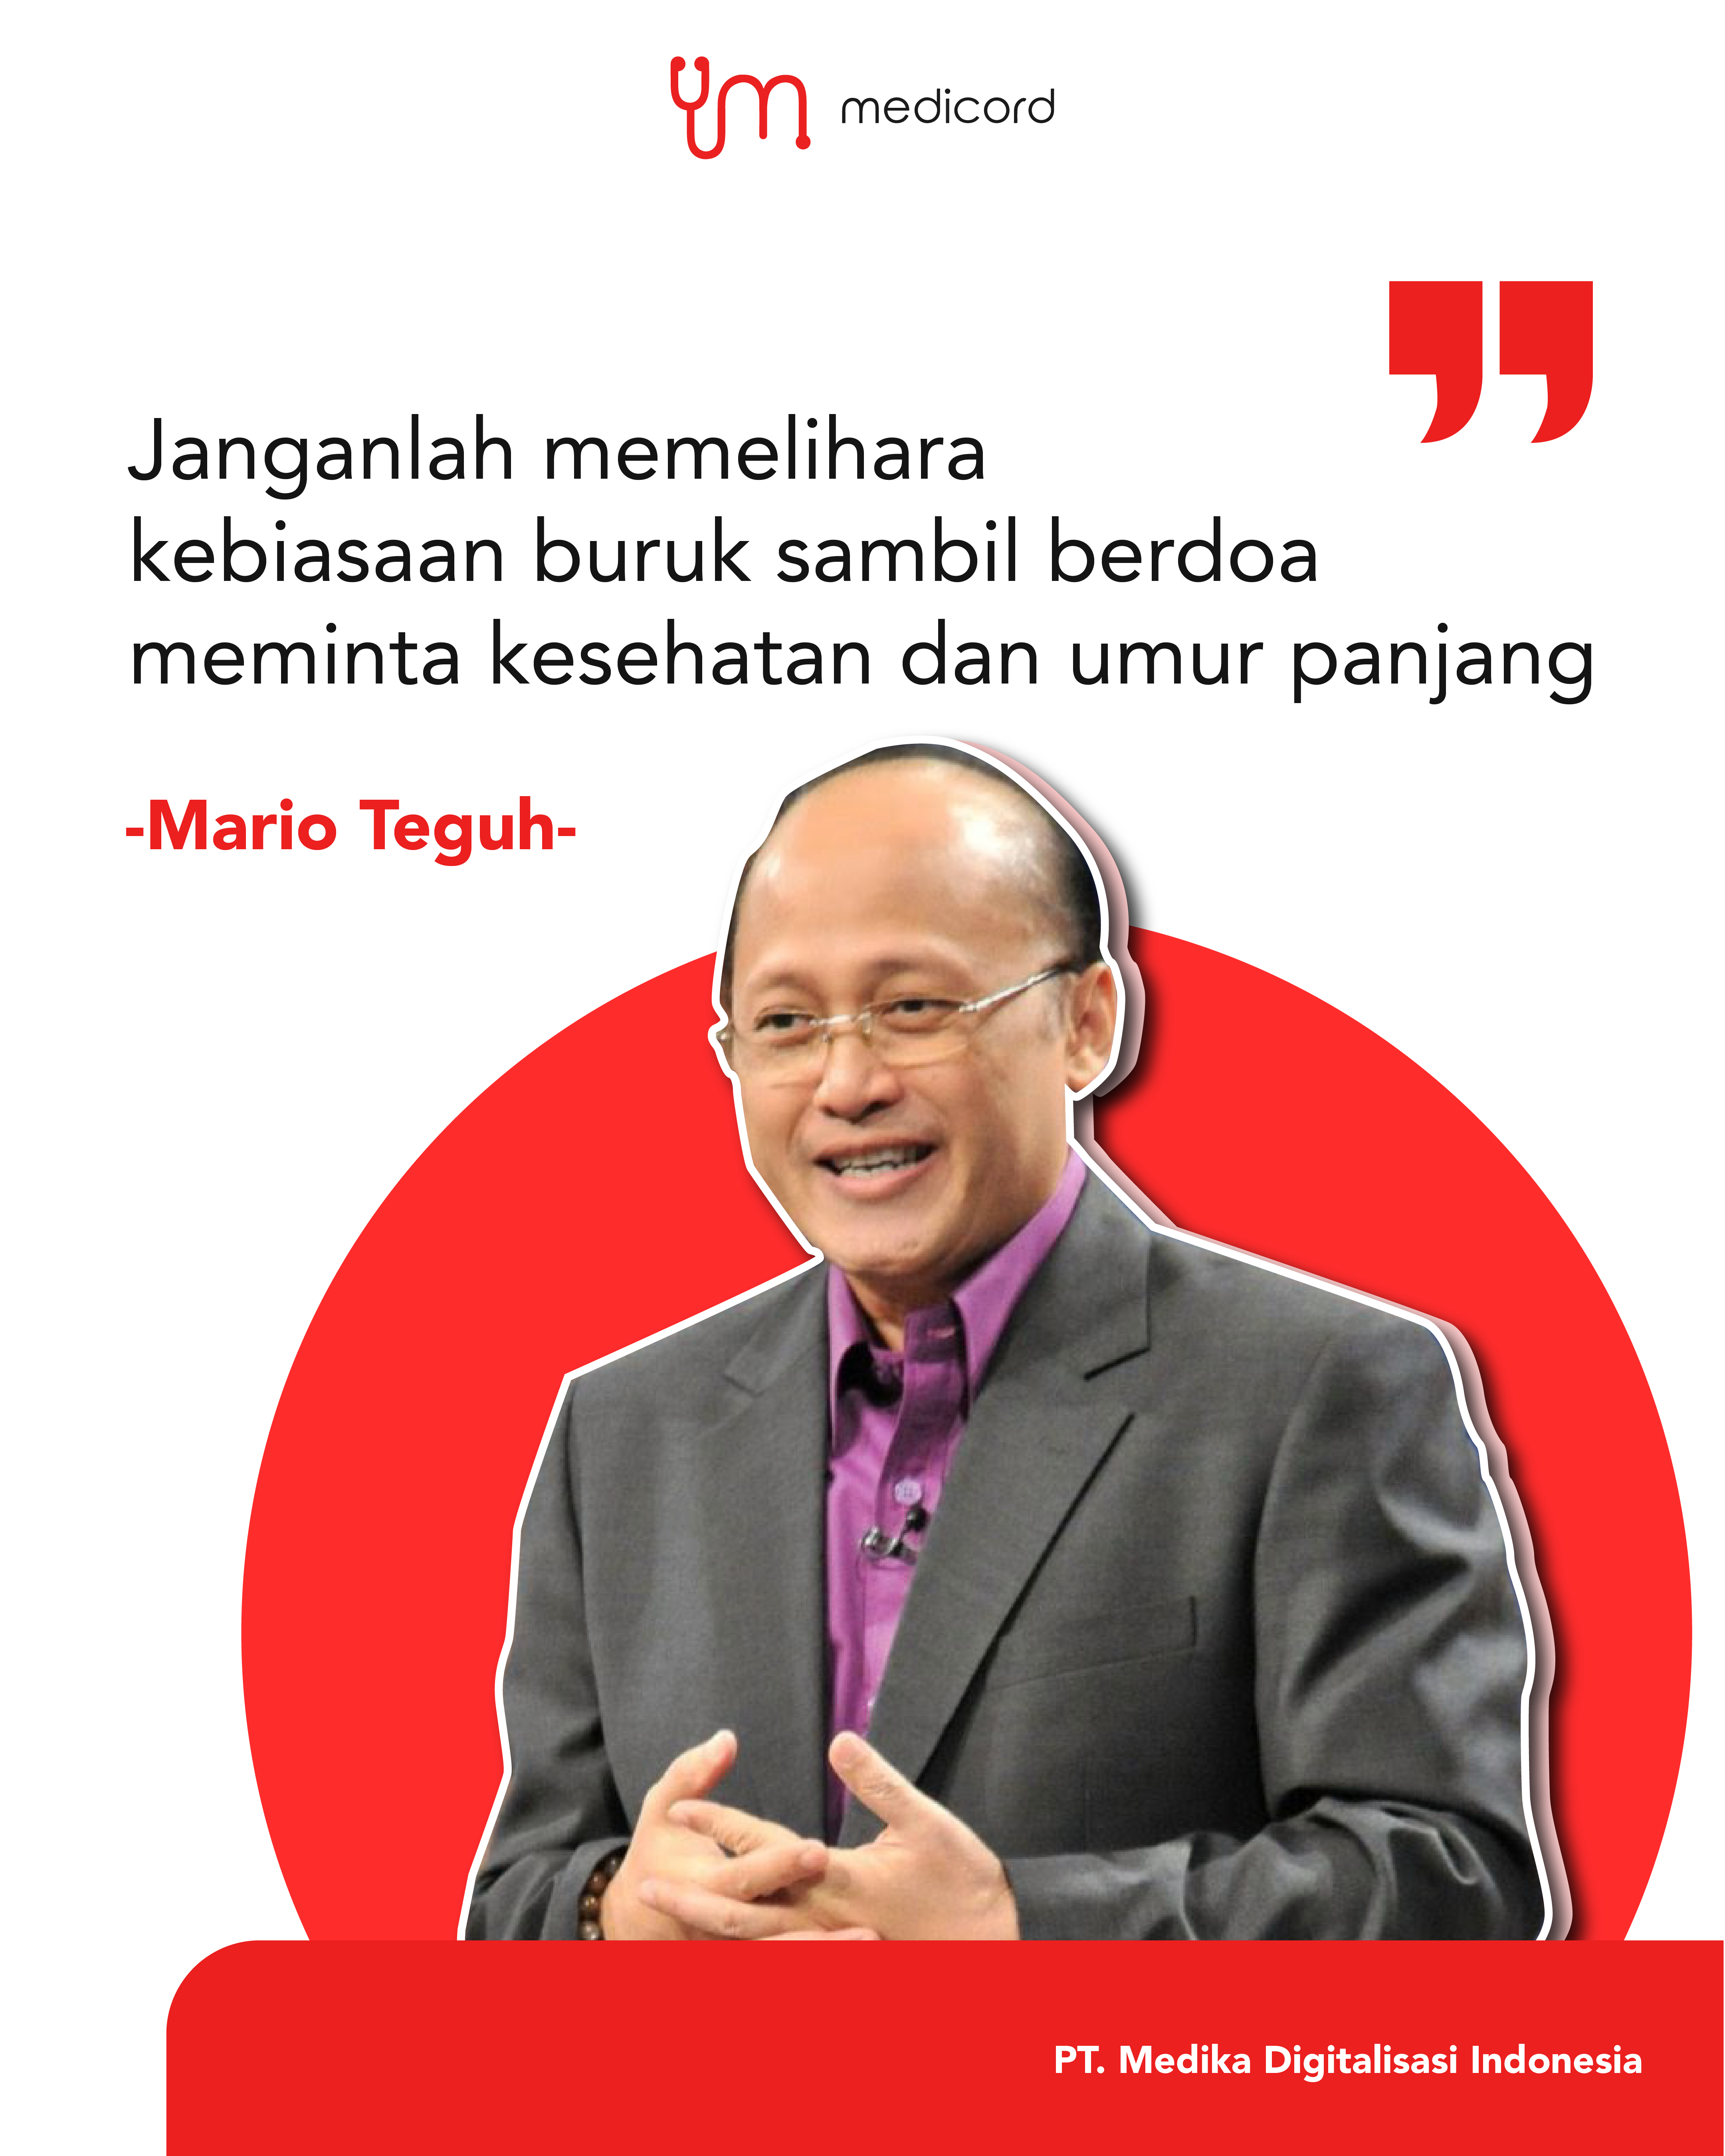 medicord
Janganlah memelihara
kebiasaan buruk sambil berdoa
meminta kesehatan dan umur panjang
-Mario Teguh-
PT. Medika Digitalisasi Indonesia